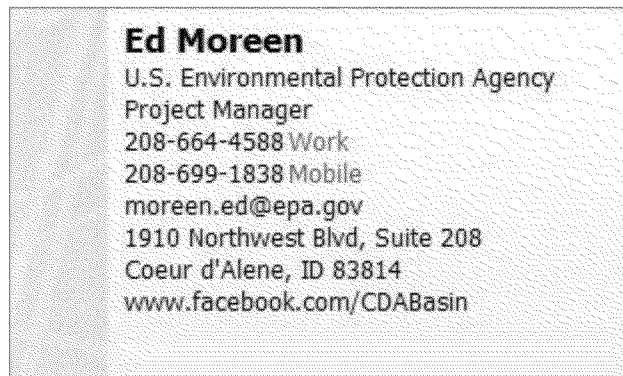 Ed Moreen
U.S. Environmental Protection Agency
Project Manager
208-664-4588 Work
208-699-1838 Mobile
moreen.ed@epa.gov
1910 Northwest Blvd, Suite 208
Coeur d'Alene, ID 83814
www.facebook.com/CDABasin